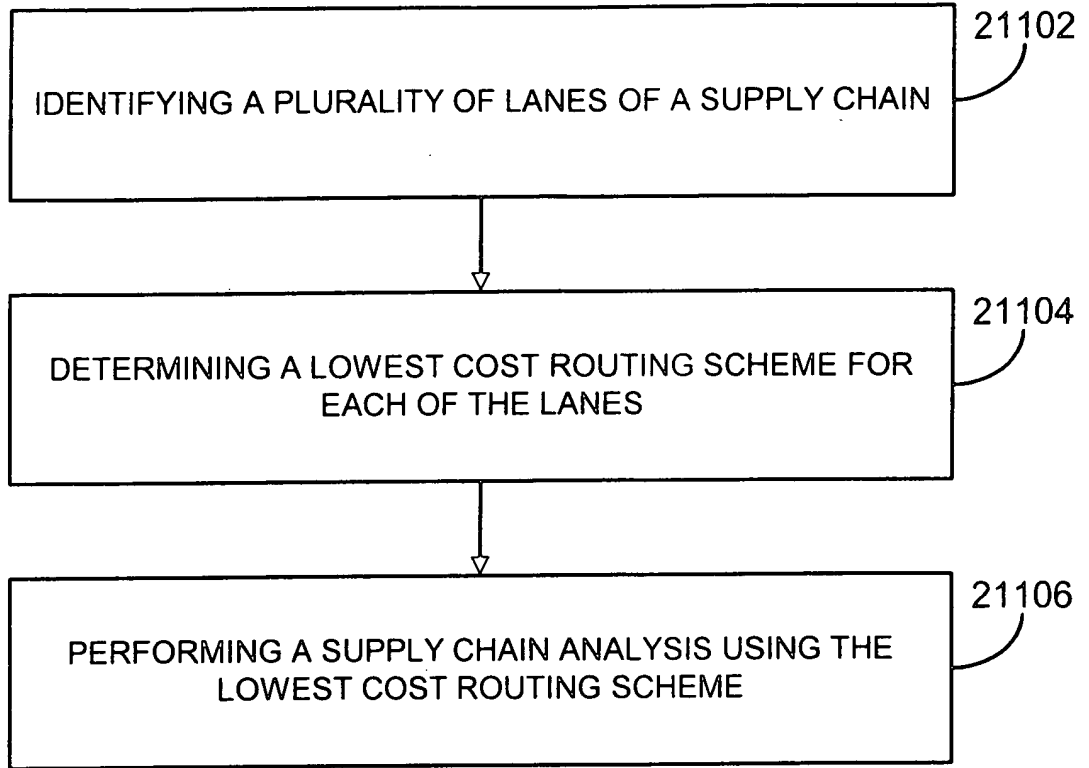 21102
IDENTIFYING A PLURALITY OF LANES OF A SUPPLY CHAIN
21104
DETERMINING A LOWEST COST ROUTING SCHEME FOR
EACH OF THE LANES
21106
PERFORMING A SUPPLY CHAIN ANALYSIS USING THE
LOWEST COST ROUTING SCHEME